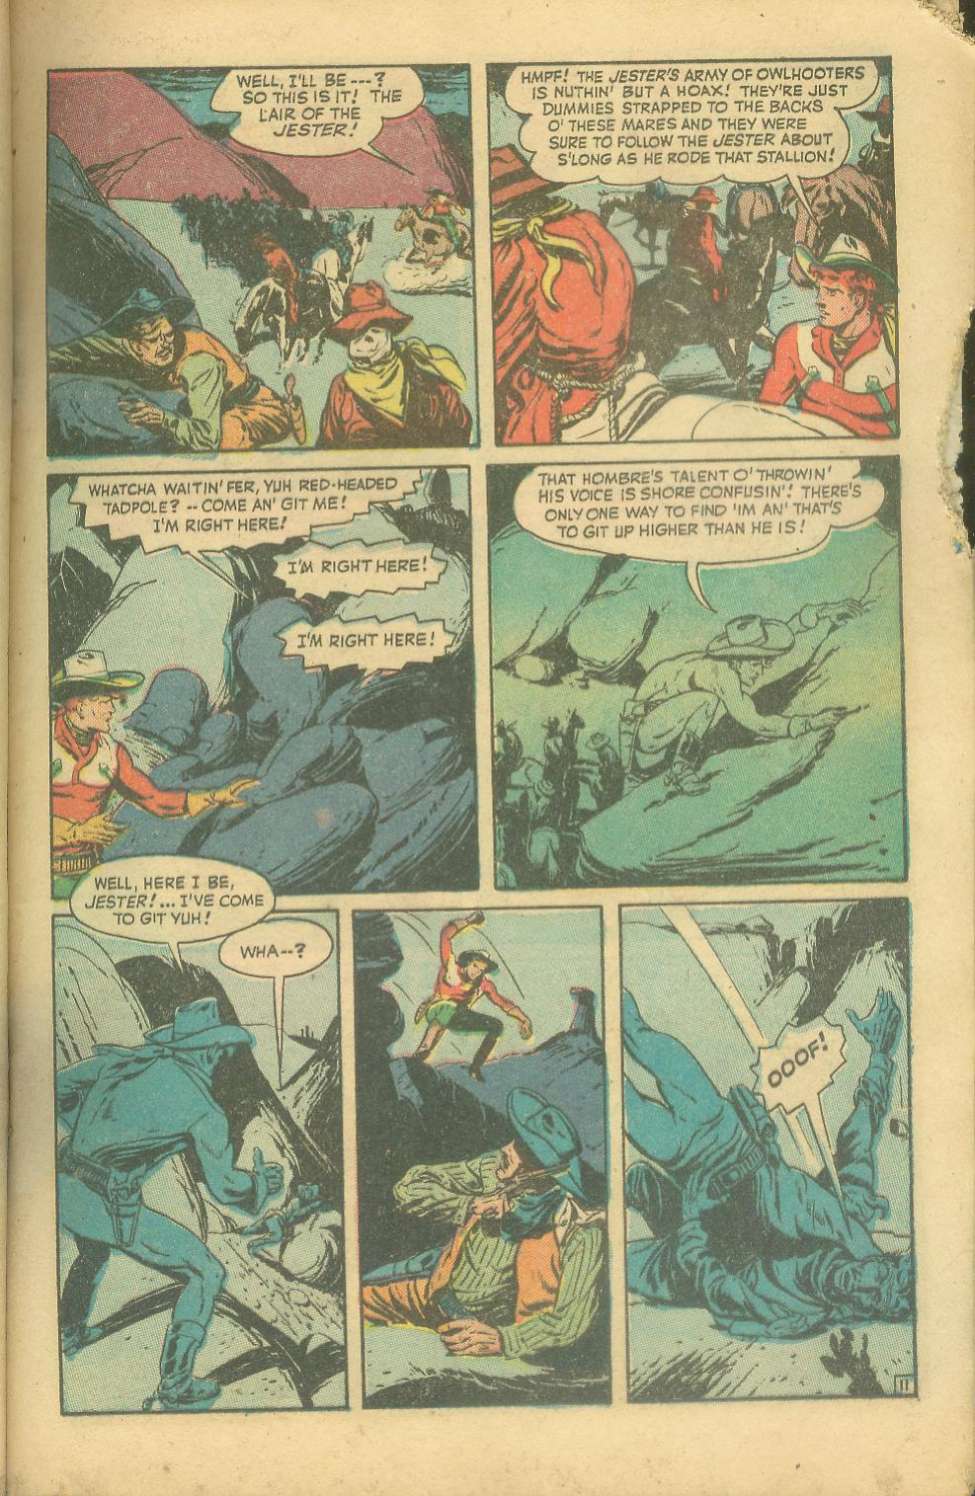 WELL, I'LL BE ---?
SO THIS IS IT! THE
LAIR OF THE
JESTER!
HMPF! THE JESTER'S ARMY OF OWLHOOTERS
IS NUTHIN' BUT A HOAX! THEY'RE JUST
DUMMIES STRAPPED TO THE BACKS
O' THESE MARES AND THEY WERE
SURE TO FOLLOW THE JESTER ABOUT
S'LONG AS HE RODE THAT STALLION!
WHATCHA WAITIN' FER, YUH RED-HEADED
TADPOLE? -- COME AN' GIT ME!
I'M RIGHT HERE!
I'M RIGHT HERE!
I'M RIGHT HERE!
THAT HOMBRE'S TALENT O' THROWIN'
HIS VOICE IS SHORE CONFUSIN'! THERE'S
ONLY ONE WAY TO FIND 'IM AN' THAT'S
TO GIT UP HIGHER THAN HE IS!
WELL, HERE I BE,
JESTER!... I'VE COME
TO GIT YUH!
WHA--?
OOOF!
11